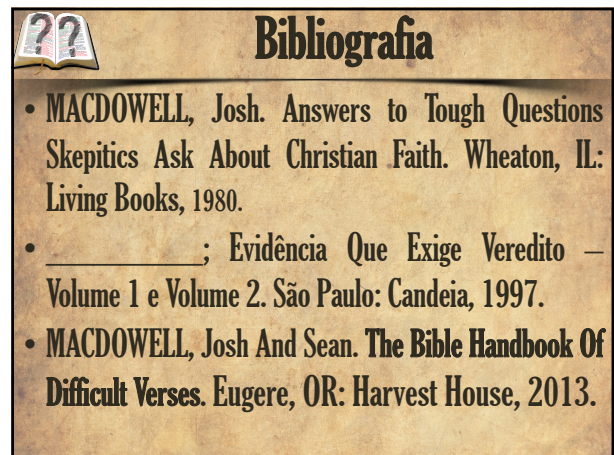 ??
Bibliografia
• MACDOWELL, Josh. Answers to Tough Questions
Skepitics Ask About Christian Faith. Wheaton, IL:
Living Books, 1980.
• ___________; Evidência Que Exige Veredito –
Volume 1 e Volume 2. São Paulo: Candeia, 1997.
• MACDOWELL, Josh And Sean. The Bible Handbook Of
Difficult Verses. Eugere, OR: Harvest House, 2013.